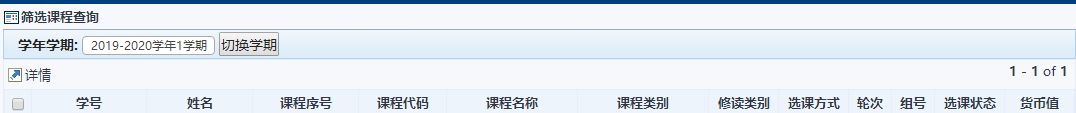 筛选课程查询
学年学期: 2019-2020学年1学期 切换学期
详情 1 - 1 of 1
学号 姓名 课程序号 课程代码 课程名称 课程类别 修读类别 选课方式 轮次 组号 选课状态 货币值